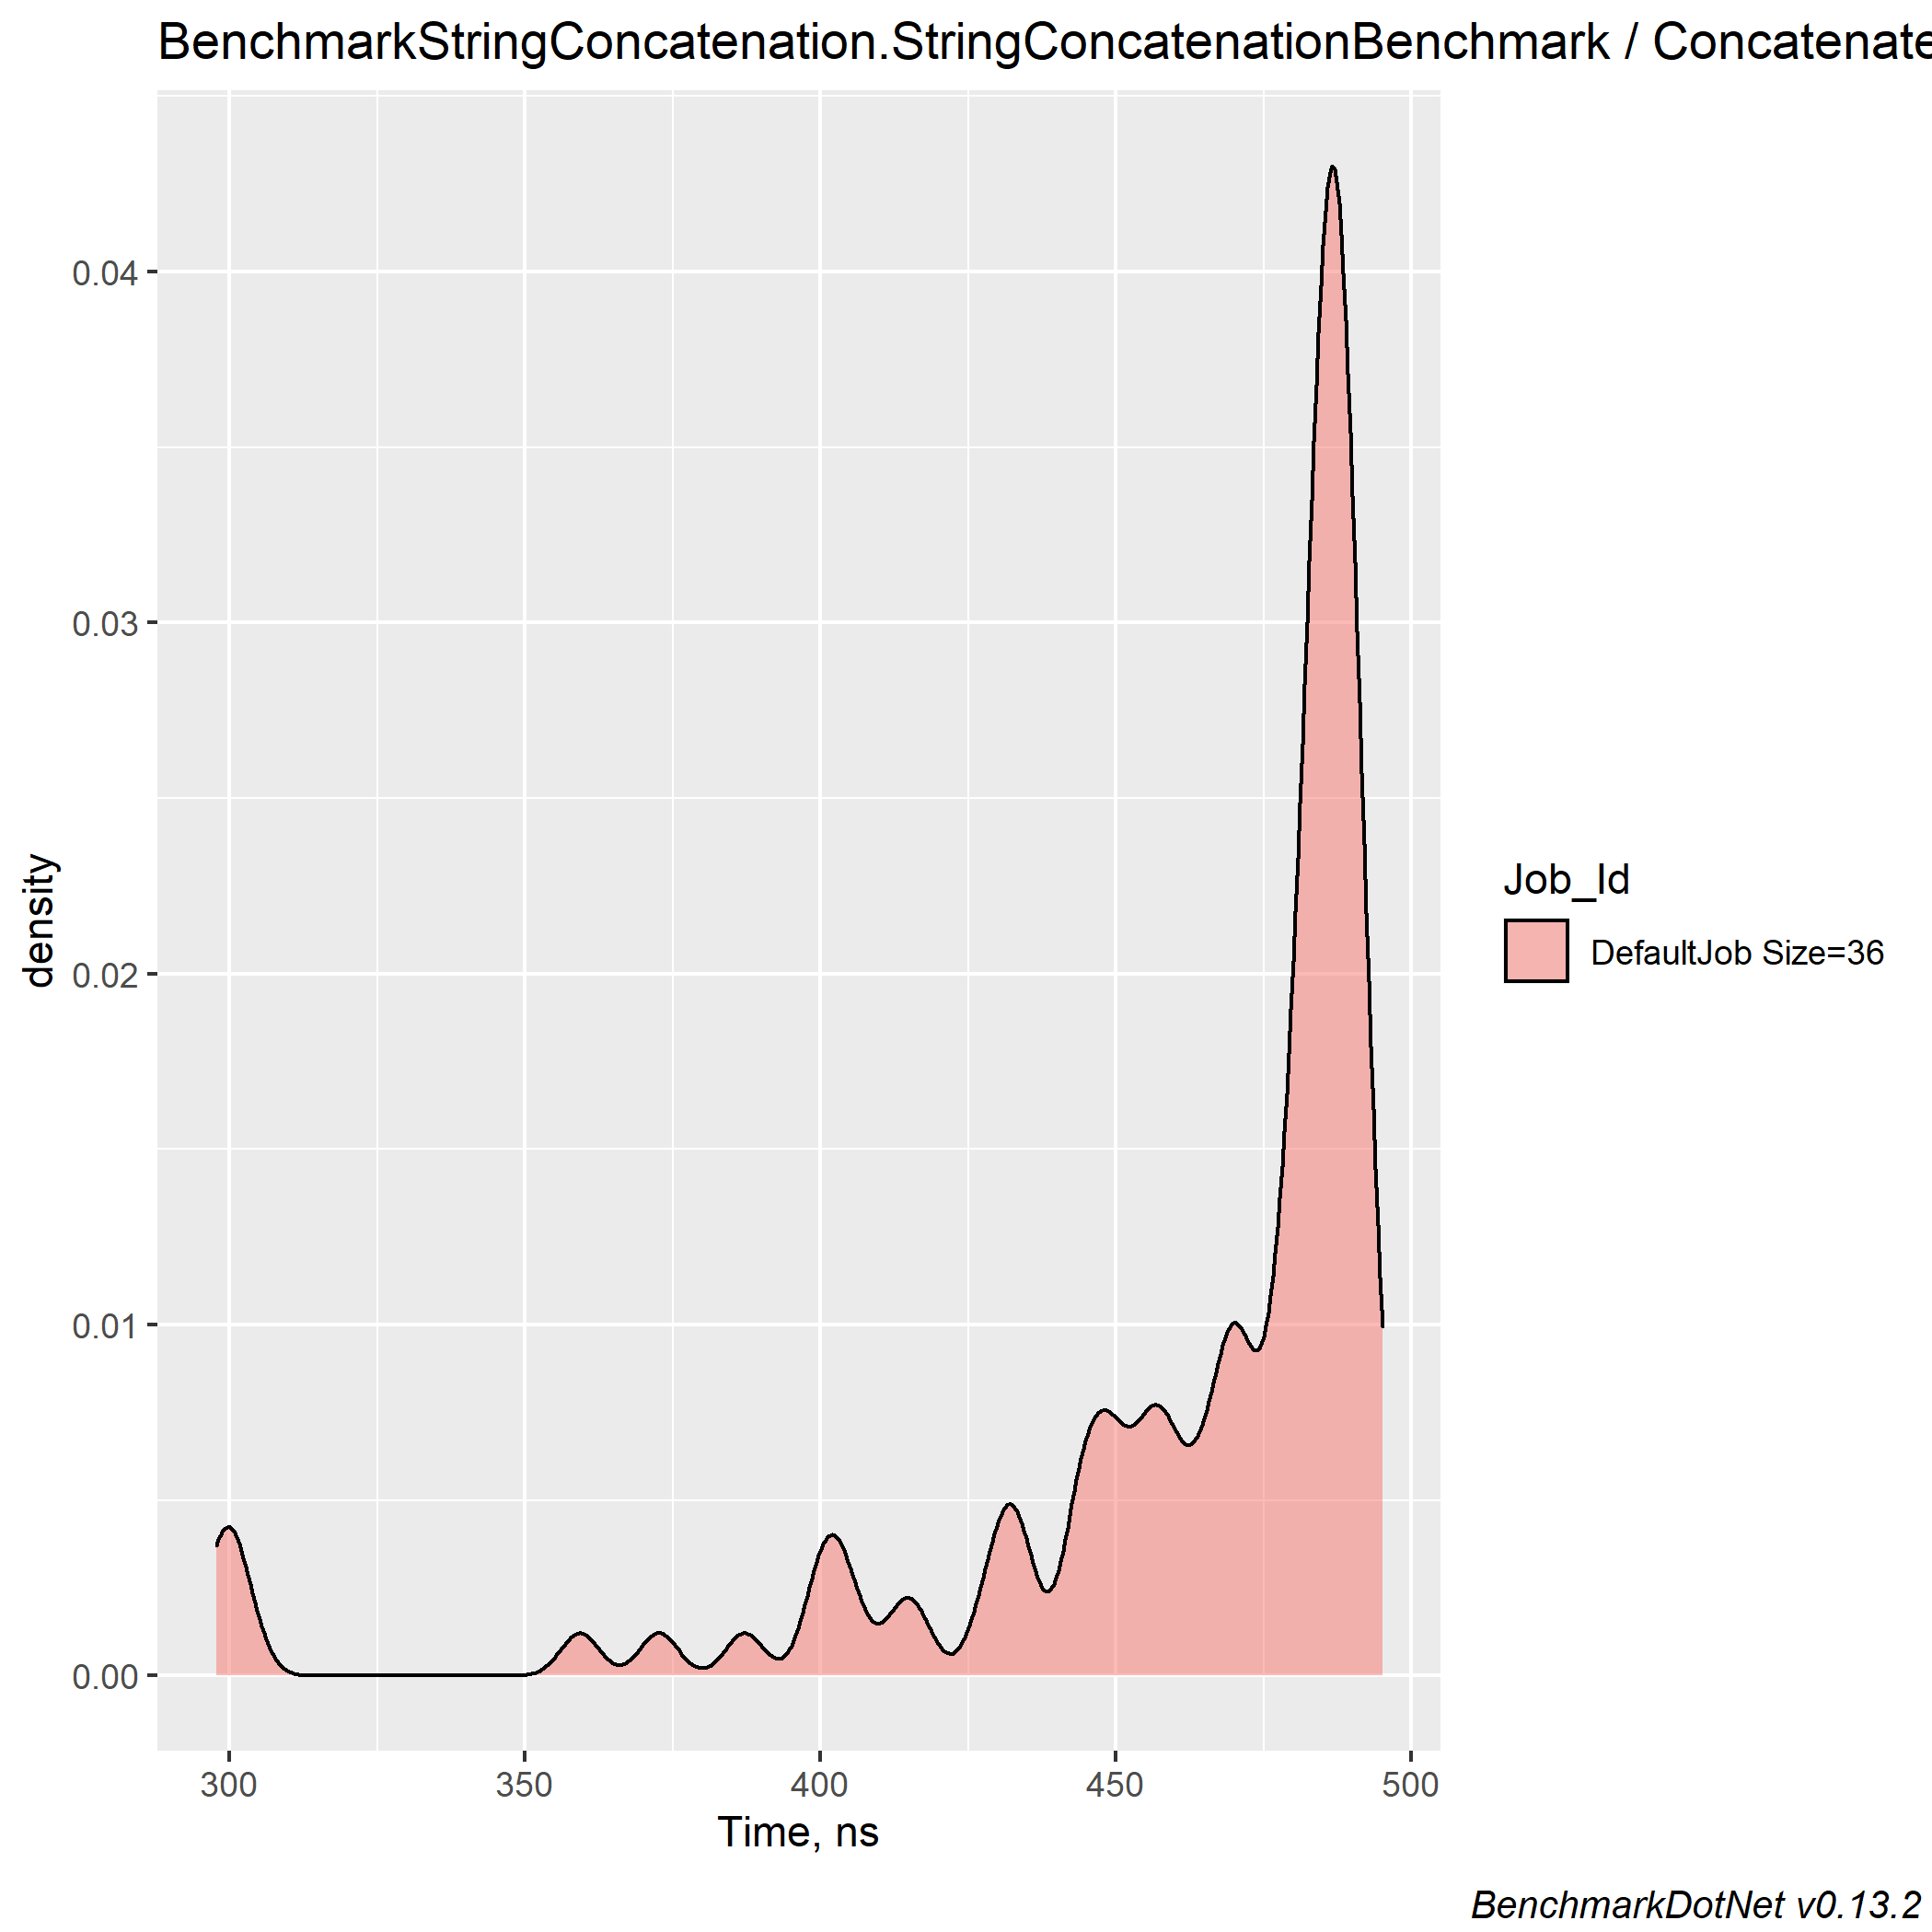 BenchmarkStringConcatenation.StringConcatenationBenchmark / Concatenate
0.04
0.03
0.02
0.01
0.00
density
300 350 400 450 500
Time, ns
Job_Id
DefaultJob Size=36
BenchmarkDotNet v0.13.2